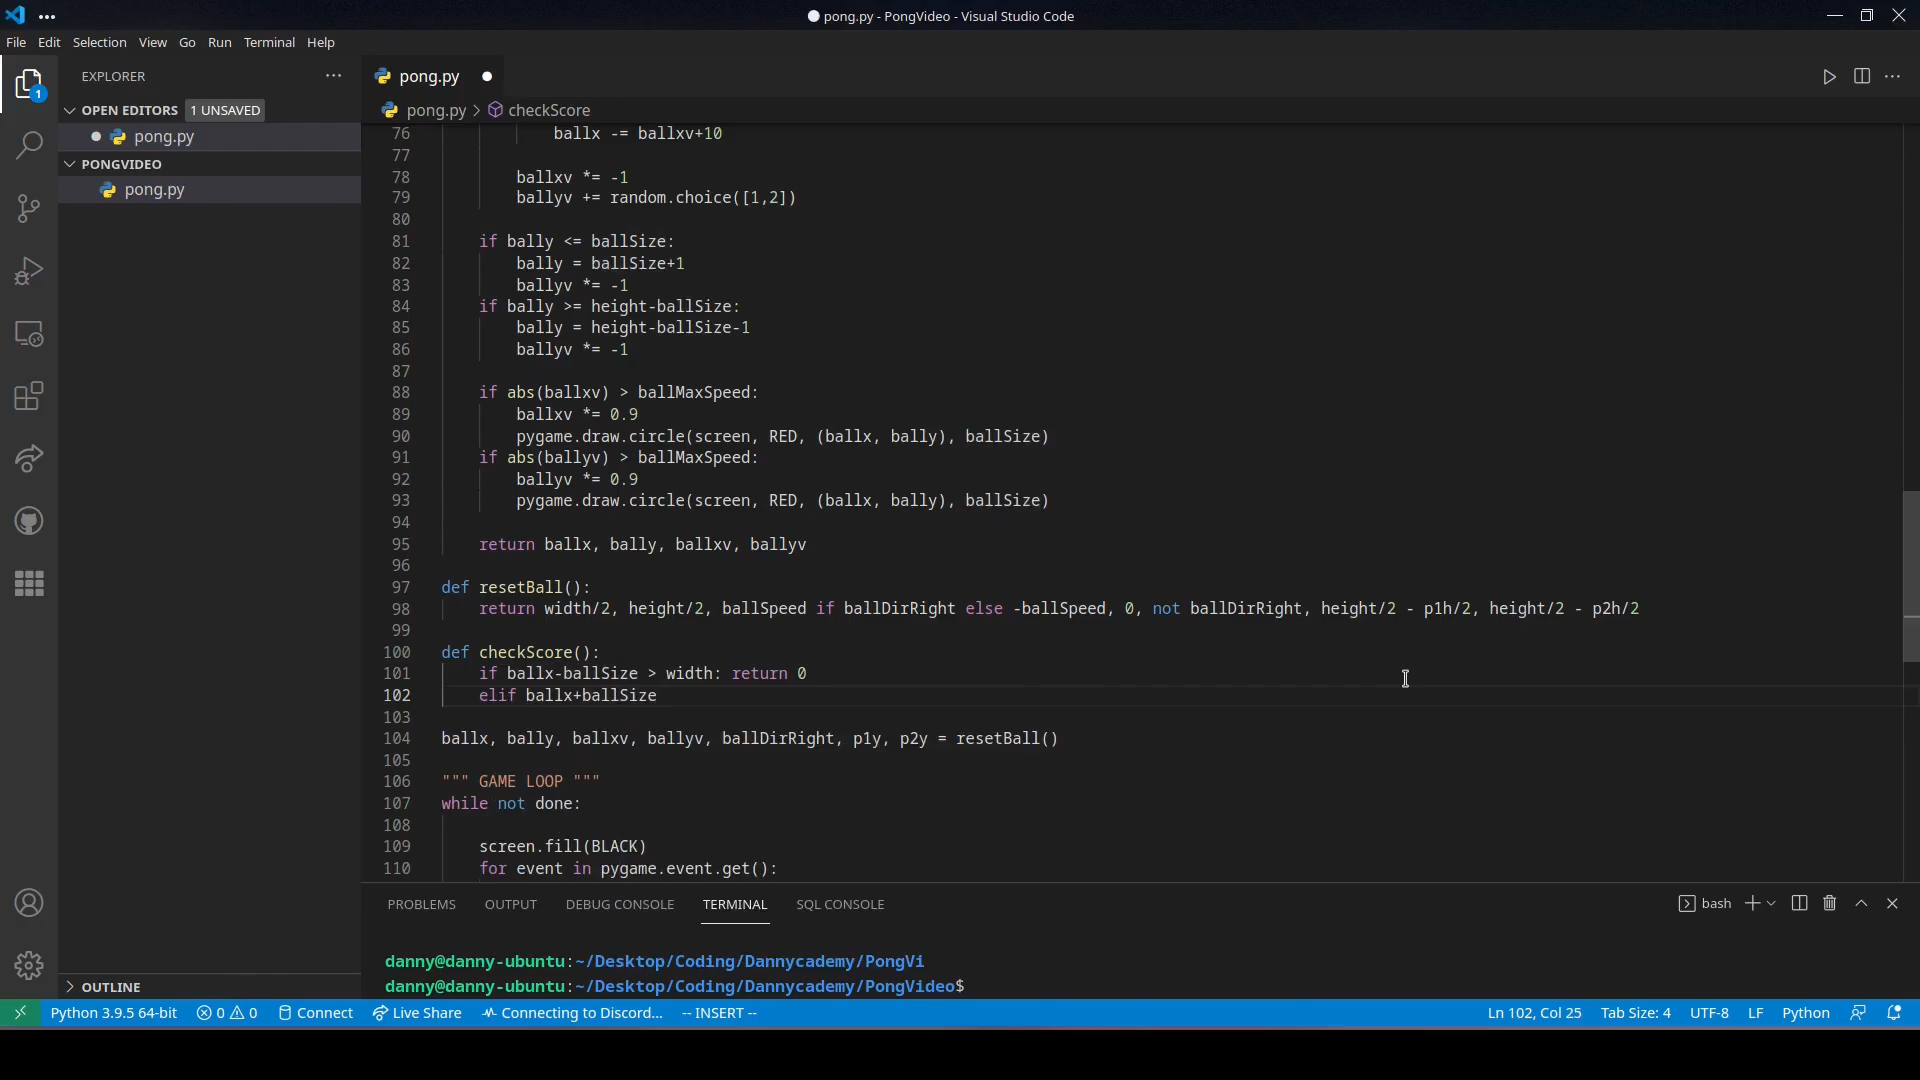 pong.py - PongVideo - Visual Studio Code
File Edit Selection View Go Run Terminal Help
EXPLORER
OPEN EDITORS 1 UNSAVED
pong.py
PONGVIDEO
pong.py
OUTLINE
1
pong.py
pong.py > checkScore
76 ballx -= ballxv+10
77
78 ballxv *= -1
79 ballyv += random.choice([1,2])
80
81 if bally <= ballSize:
82 bally = ballSize+1
83 ballyv *= -1
84 if bally >= height-ballSize:
85 bally = height-ballSize-1
86 ballyv *= -1
87
88 if abs(ballxv) > ballMaxSpeed:
89 ballxv *= 0.9
90 pygame.draw.circle(screen, RED, (ballx, bally), ballSize)
91 if abs(ballyv) > ballMaxSpeed:
92 ballyv *= 0.9
93 pygame.draw.circle(screen, RED, (ballx, bally), ballSize)
94
95 return ballx, bally, ballxv, ballyv
96
97 def resetBall():
98 return width/2, height/2, ballSpeed if ballDirRight else -ballSpeed, 0, not ballDirRight, height/2 - p1h/2, height/2 - p2h/2
99
100 def checkScore():
101 if ballx-ballSize > width: return 0
102 elif ballx+ballSize
103
104 ballx, bally, ballxv, ballyv, ballDirRight, p1y, p2y = resetBall()
105
106 """ GAME LOOP """
107 while not done:
108
109 screen.fill(BLACK)
110 for event in pygame.event.get():
PROBLEMS OUTPUT DEBUG CONSOLE TERMINAL SQL CONSOLE bash
danny@danny-ubuntu:~/Desktop/Coding/Dannycademy/PongVi
danny@danny-ubuntu:~/Desktop/Coding/Dannycademy/PongVideo$
Python 3.9.5 64-bit 0 0 Connect Live Share Connecting to Discord... -- INSERT -- Ln 102, Col 25 Tab Size: 4 UTF-8 LF Python